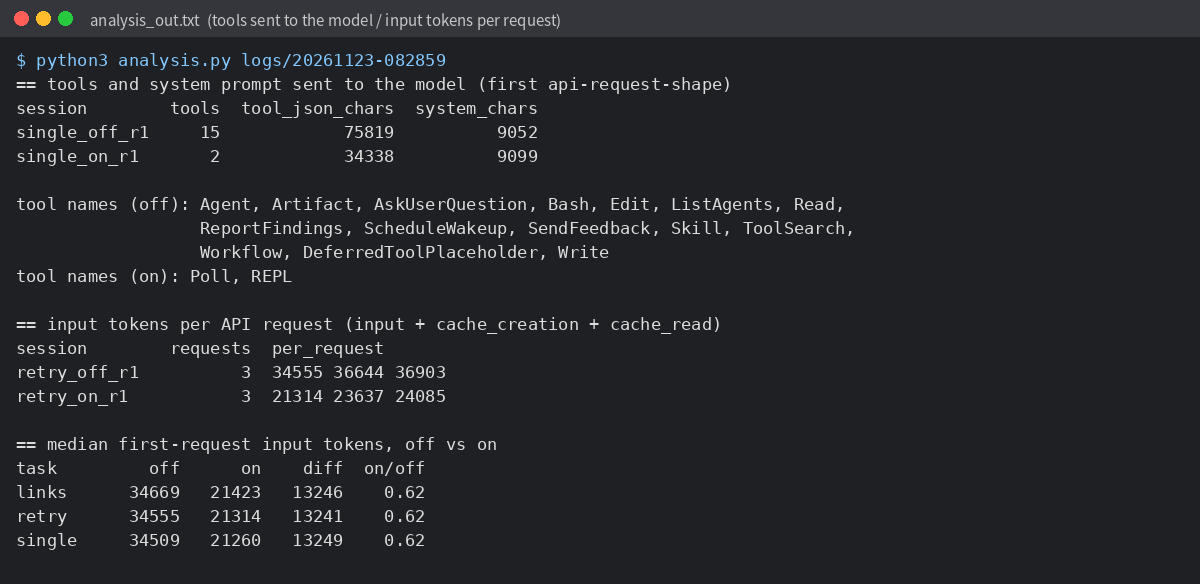 analysis_out.txt (tools sent to the model / input tokens per request)
$ python3 analysis.py logs/20261123-082859
== tools and system prompt sent to the model (first api-request-shape)
session        tools  tool_json_chars  system_chars
single_off_r1     15            75819          9052
single_on_r1       2            34338          9099
tool names (off): Agent, Artifact, AskUserQuestion, Bash, Edit, ListAgents, Read,
                  ReportFindings, ScheduleWakeup, SendFeedback, Skill, ToolSearch,
                  Workflow, DeferredToolPlaceholder, Write
tool names (on): Poll, REPL
== input tokens per API request (input + cache_creation + cache_read)
session        requests  per_request
retry_off_r1          3  34555 36644 36903
retry_on_r1           3  21314 23637 24085
== median first-request input tokens, off vs on
task         off      on    diff  on/off
links      34669   21423   13246    0.62
retry      34555   21314   13241    0.62
single     34509   21260   13249    0.62